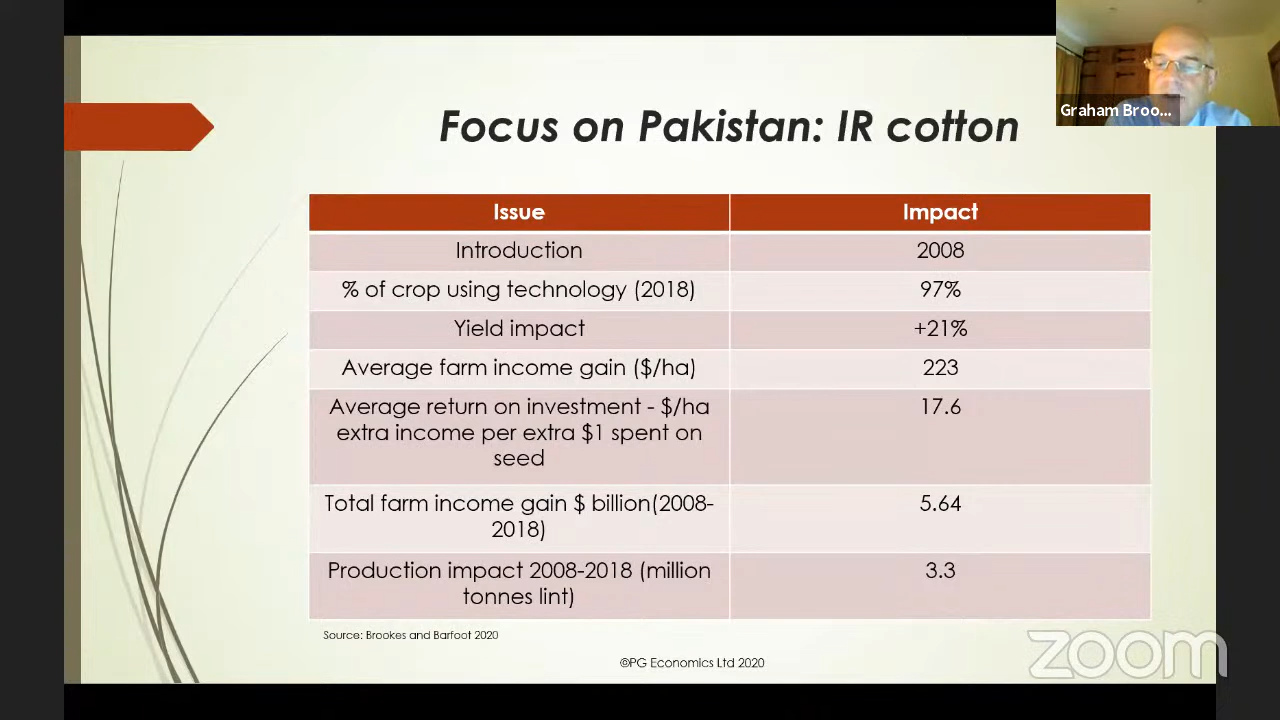 Graham Broo...
Focus on Pakistan: IR cotton
Issue
Impact
Introduction
2008
% of crop using technology (2018)
97%
Yield impact
+21%
Average farm income gain ($/ha)
223
Average return on investment - $/ha
extra income per extra $1 spent on
seed
17.6
Total farm income gain $ billion(2008-
2018)
5.64
Production impact 2008-2018 (million
tonnes lint)
3.3
Source: Brookes and Barfoot 2020
©PG Economics Ltd 2020
zoom